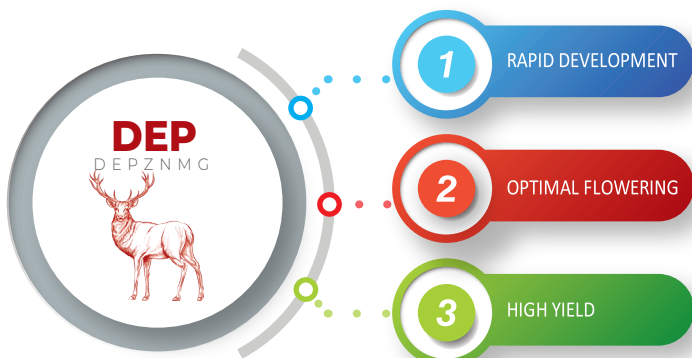 DEP
DEPZNMG
1
RAPID DEVELOPMENT
2
OPTIMAL FLOWERING
3
HIGH YIELD